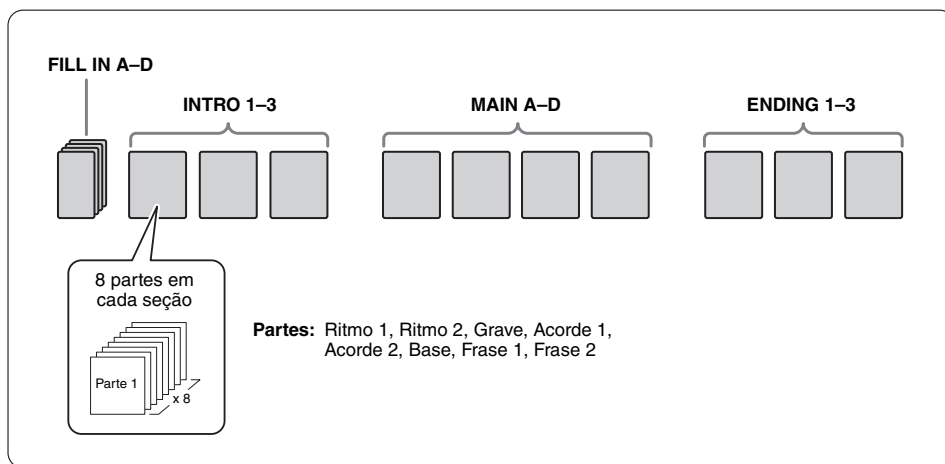 FILL IN A–D
INTRO 1–3
MAIN A–D
ENDING 1–3
8 partes em
cada seção
Parte 1
x 8
Partes: Ritmo 1, Ritmo 2, Grave, Acorde 1,
Acorde 2, Base, Frase 1, Frase 2